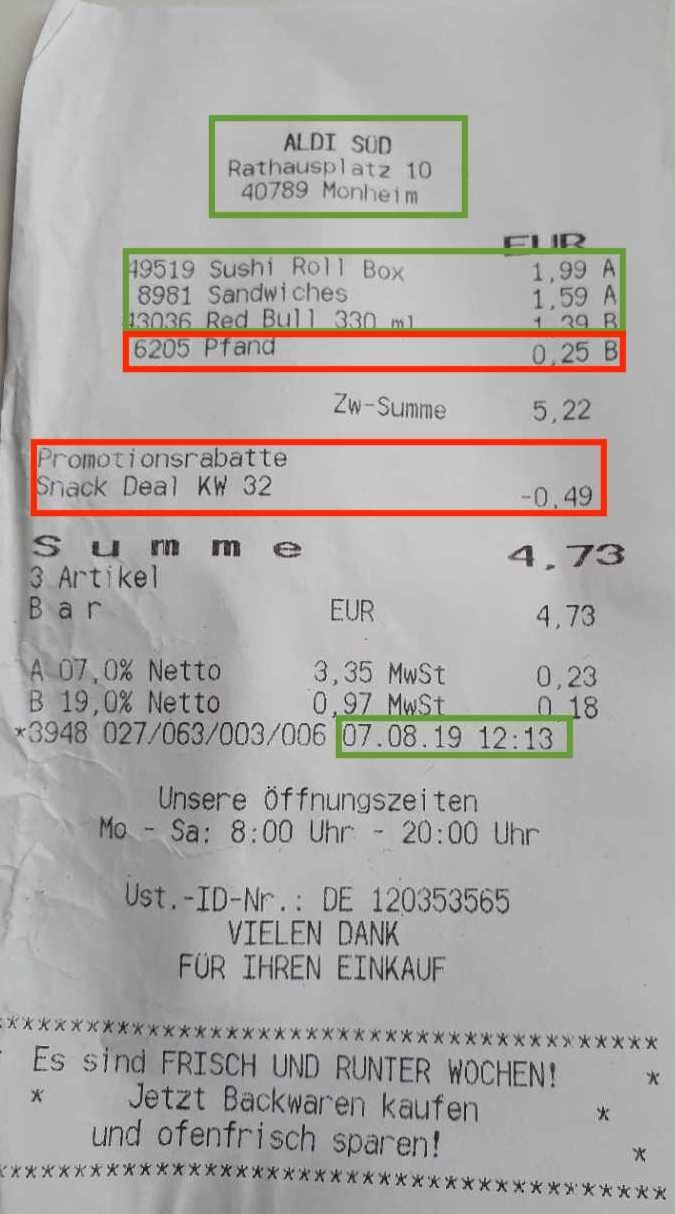 ALDI SÜD
Rathausplatz 10
40789 Monheim
EUR
49519 Sushi Roll Box 1,99 A
8981 Sandwiches 1,59 A
43036 Red Bull 330 ml 1,39 B
6205 Pfand 0,25 B
Zw-Summe 5,22
Promotionsrabatte
Snack Deal KW 32 -0,49
Summe 4,73
3 Artikel
Bar EUR 4,73
A 07,0% Netto 3,35 MwSt 0,23
B 19,0% Netto 0,97 MwSt 0,18
*3948 027/063/003/006 07.08.19 12:13
Unsere Öffnungszeiten
Mo - Sa: 8:00 Uhr - 20:00 Uhr
Ust.-ID-Nr.: DE 120353565
VIELEN DANK
FÜR IHREN EINKAUF
******************************************
Es sind FRISCH UND RUNTER WOCHEN! *
* Jetzt Backwaren kaufen *
und ofenfrisch sparen! *
******************************************